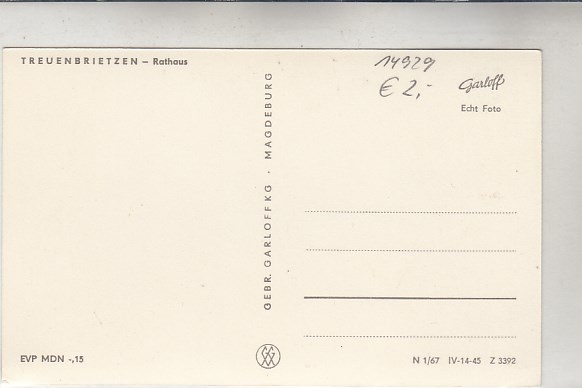 TREUENBRIETZEN – Rathaus
14929
€ 2,-
Garloff
Echt Foto
GEBR. GARLOFF KG · MAGDEBURG
EVP MDN -,15
N 1/67 IV-14-45 Z 3392